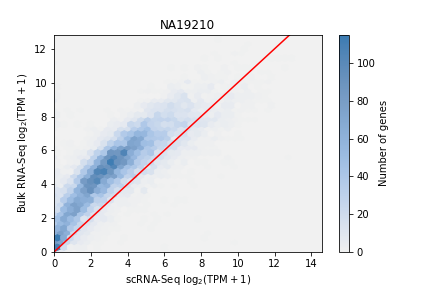 NA19210
12
10
8
6
4
2
0
Bulk RNA-Seq log₂(TPM + 1)
0 2 4 6 8 10 12 14
scRNA-Seq log₂(TPM + 1)
100
80
60
40
20
0
Number of genes